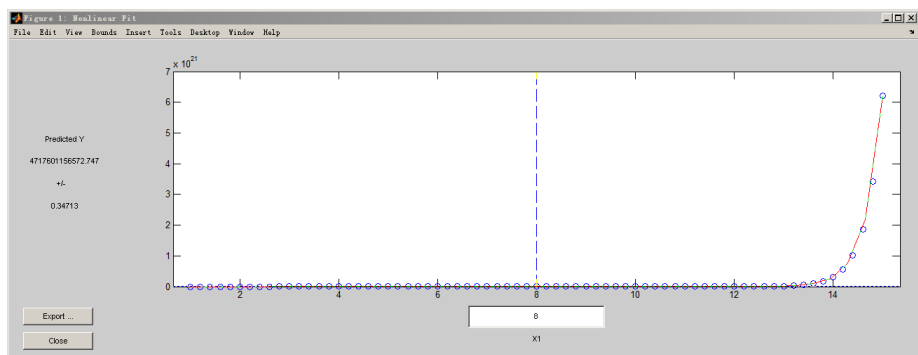 Figure 1: Nonlinear Fit
File Edit View Bounds Insert Tools Desktop Window Help
x 10^21
7
6
5
4
3
2
1
0
2 4 6 8 10 12 14
Predicted Y
4717601156572.747
+/-
0.34713
Export ...
Close
8
X1